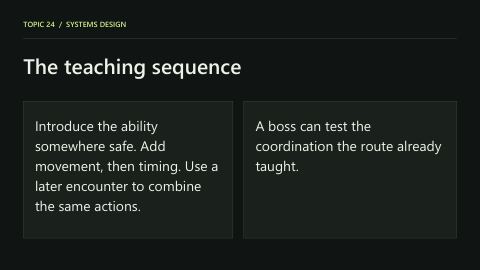 TOPIC 24 / SYSTEMS DESIGN
The teaching sequence
Introduce the ability
somewhere safe. Add
movement, then timing. Use a
later encounter to combine
the same actions.
A boss can test the
coordination the route already
taught.